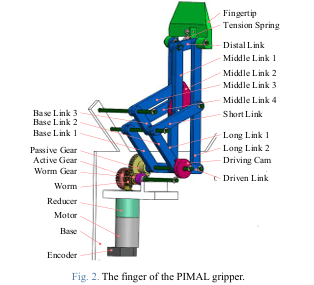 Fingertip
Tension Spring
Distal Link
Middle Link 1
Middle Link 2
Middle Link 3
Middle Link 4
Short Link
Base Link 3
Base Link 2
Base Link 1
Long Link 1
Long Link 2
Passive Gear
Active Gear
Worm Gear
Driving Cam
Driven Link
Worm
Reducer
Motor
Base
Encoder
Fig. 2. The finger of the PIMAL gripper.